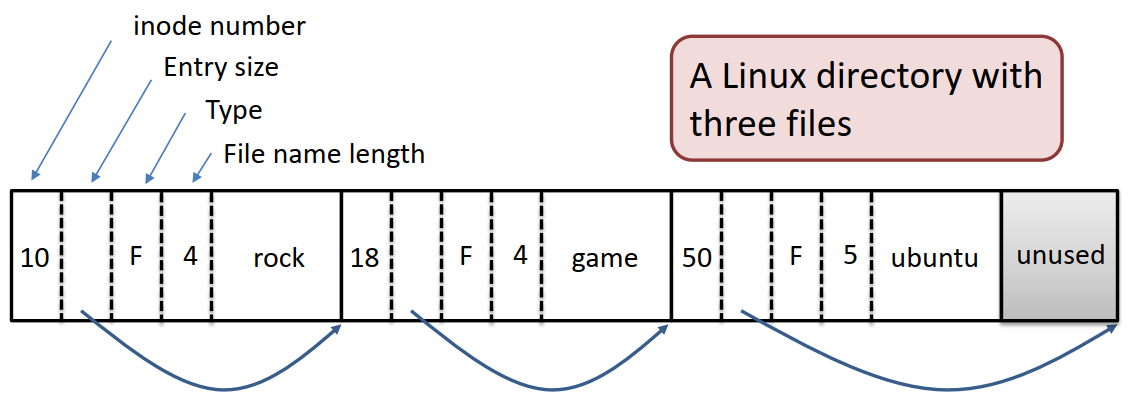 inode number
Entry size
Type
File name length
A Linux directory with
three files
10 F 4 rock 18 F 4 game 50 F 5 ubuntu unused